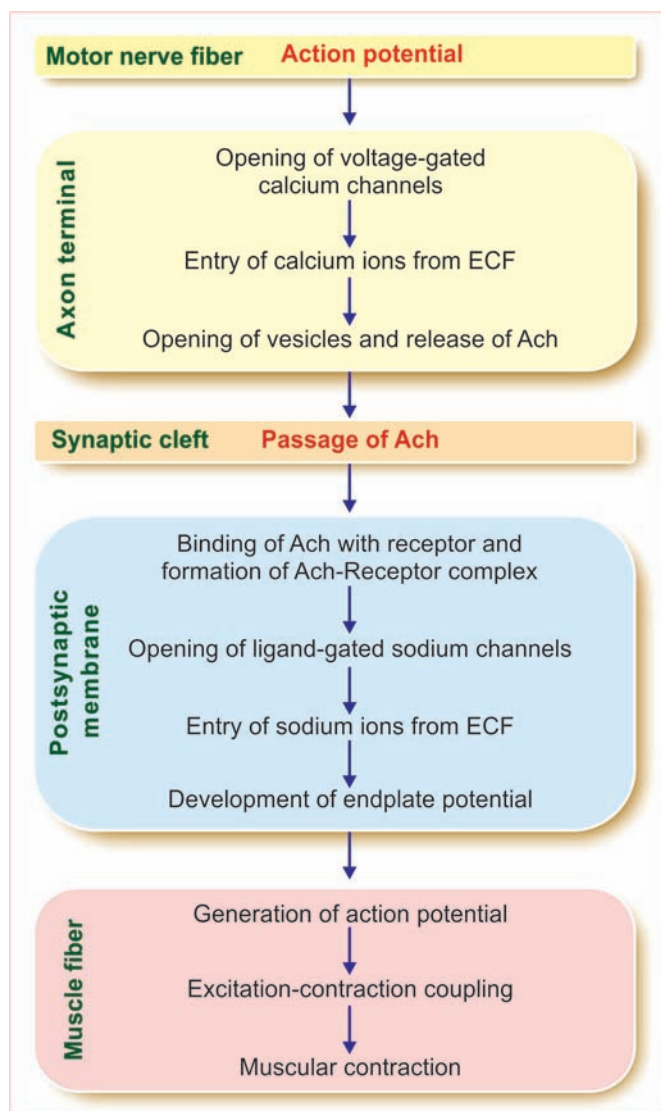 Motor nerve fiber Action potential
Axon terminal
Opening of voltage-gated
calcium channels
Entry of calcium ions from ECF
Opening of vesicles and release of Ach
Synaptic cleft Passage of Ach
Postsynaptic
membrane
Binding of Ach with receptor and
formation of Ach-Receptor complex
Opening of ligand-gated sodium channels
Entry of sodium ions from ECF
Development of endplate potential
Muscle fiber
Generation of action potential
Excitation-contraction coupling
Muscular contraction